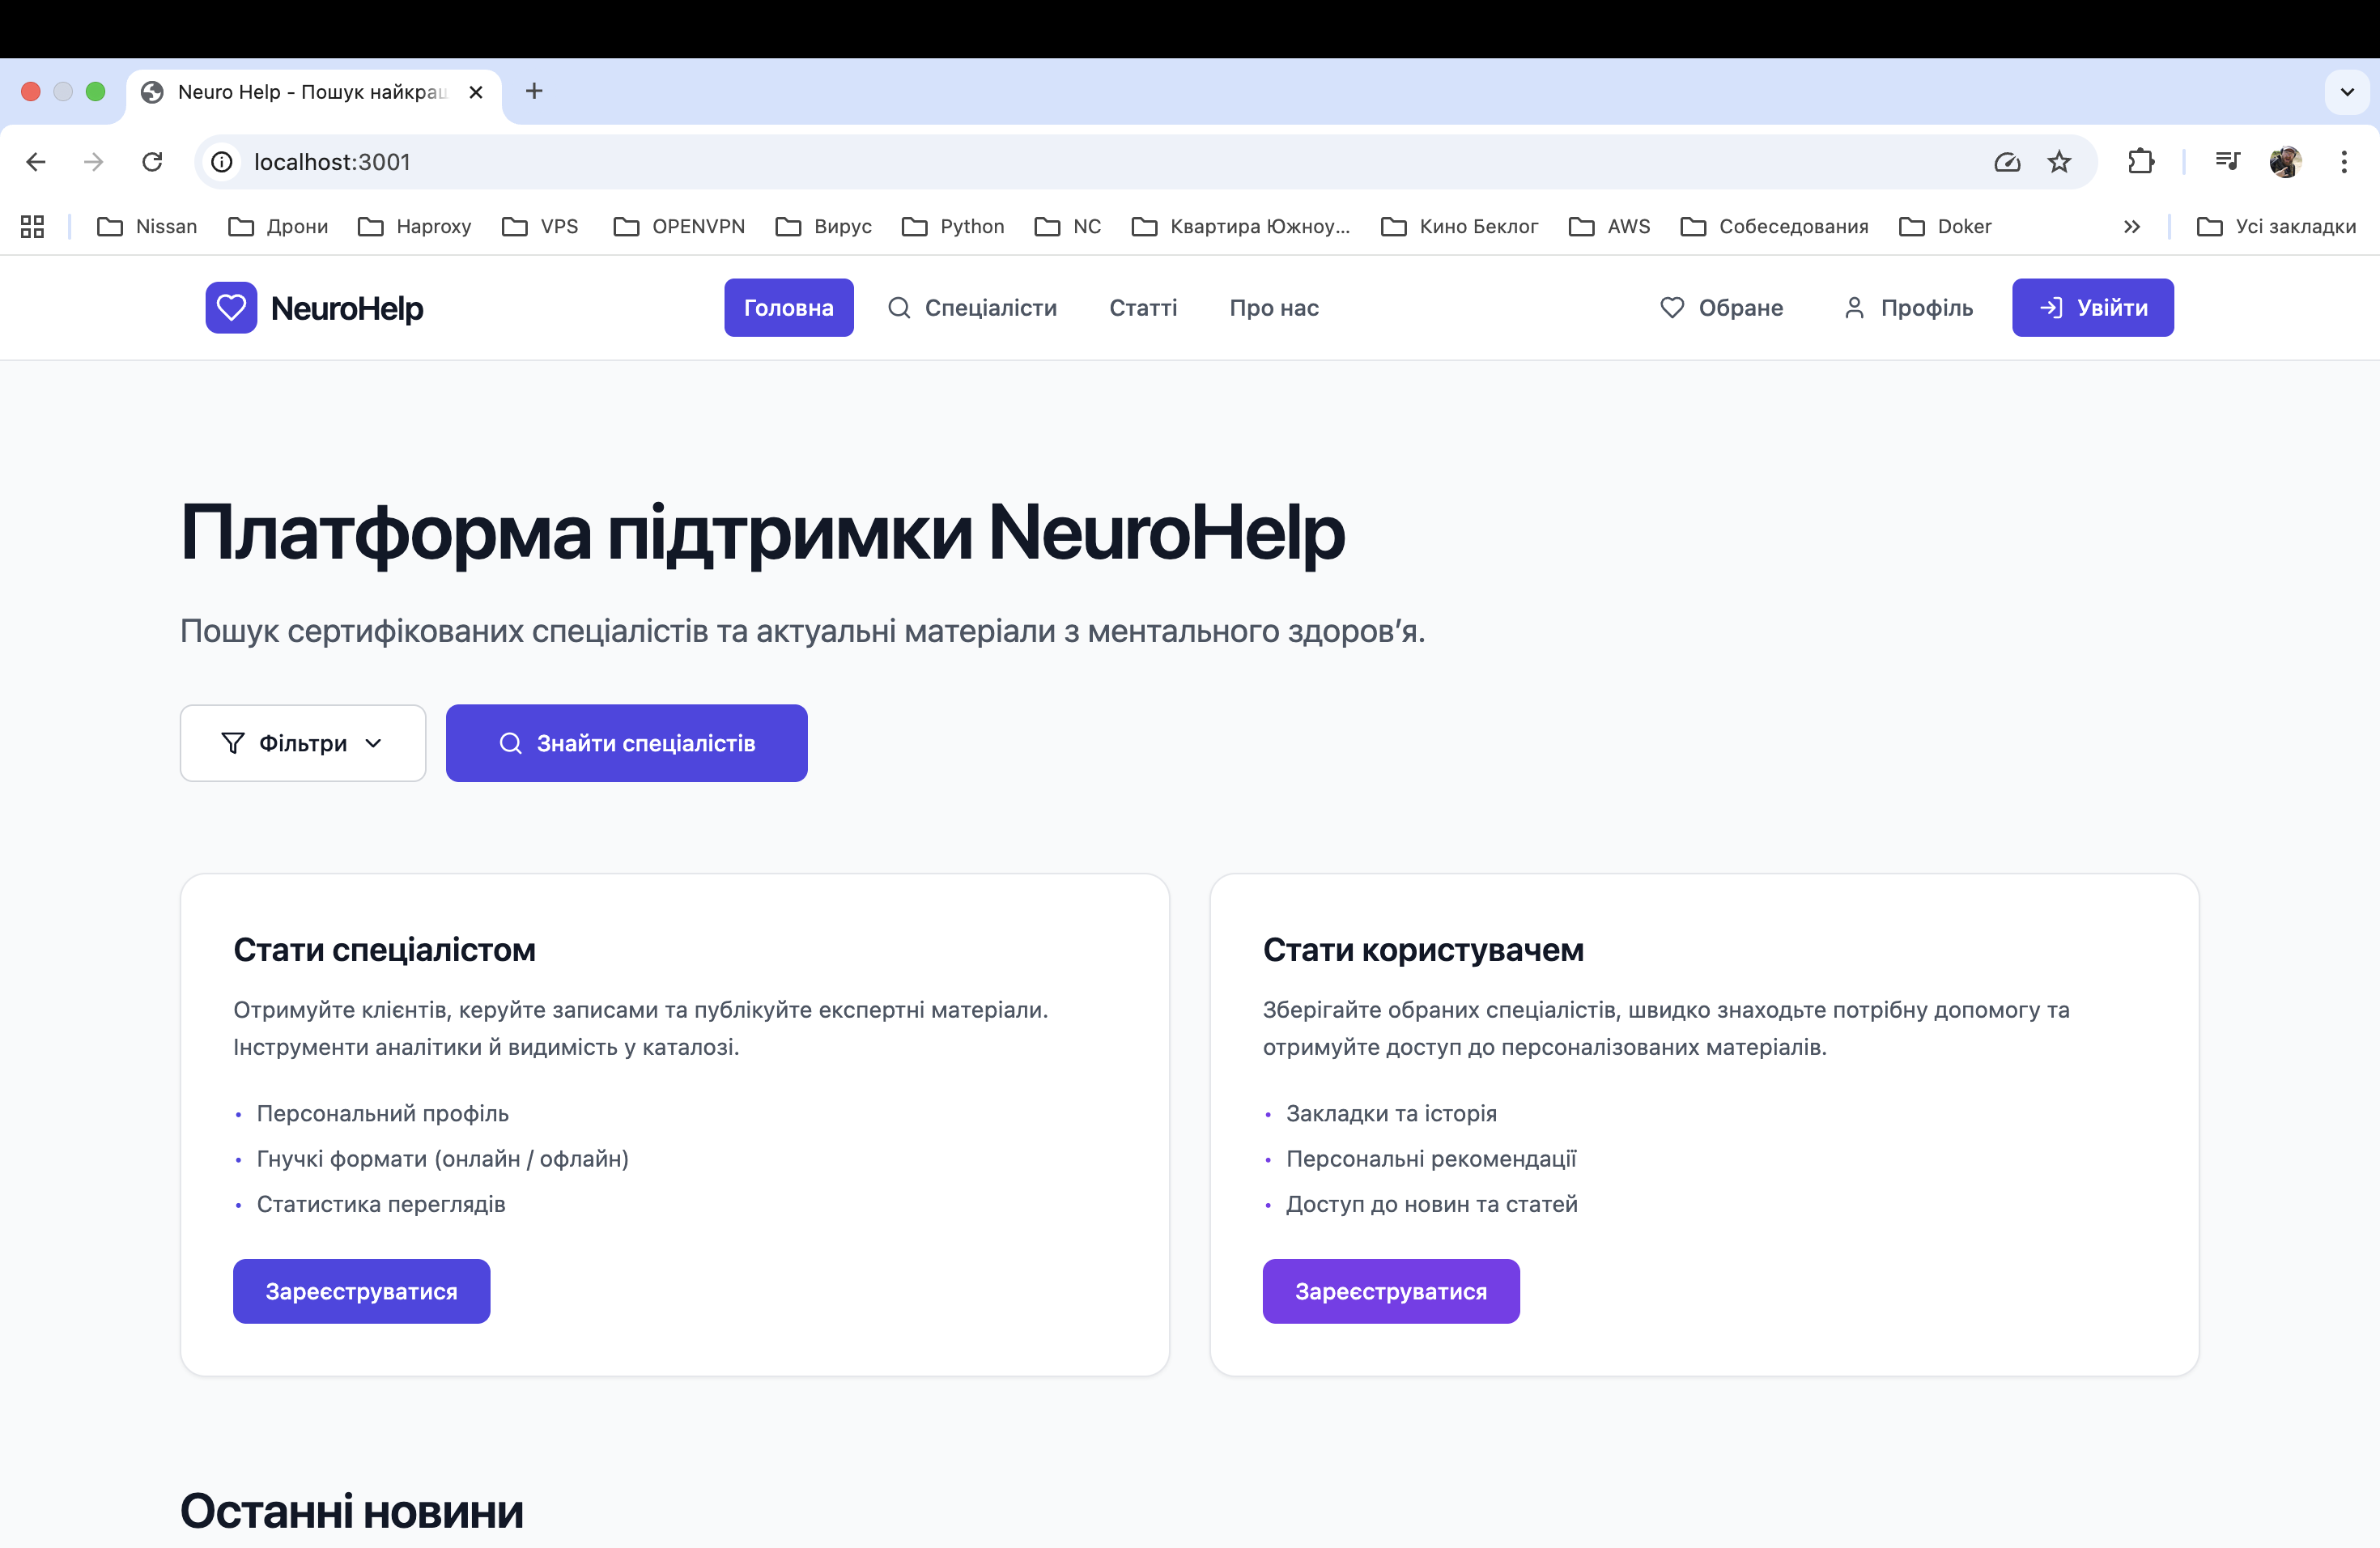 Neuro Help - Пошук найкращ
localhost:3001
Nissan Дрони Haproxy VPS OPENVPN Вирус Python NC Квартира Южноу... Кино Беклог AWS Собеседования Doker Усі закладки
NeuroHelp Головна Спеціалісти Статті Про нас Обране Профіль Увійти
Платформа підтримки NeuroHelp
Пошук сертифікованих спеціалістів та актуальні матеріали з ментального здоров’я.
Фільтри Знайти спеціалістів
Стати спеціалістом
Отримуйте клієнтів, керуйте записами та публікуйте експертні матеріали.
Інструменти аналітики й видимість у каталозі.
• Персональний профіль
• Гнучкі формати (онлайн / офлайн)
• Статистика переглядів
Зареєструватися
Стати користувачем
Зберігайте обраних спеціалістів, швидко знаходьте потрібну допомогу та
отримуйте доступ до персоналізованих матеріалів.
• Закладки та історія
• Персональні рекомендації
• Доступ до новин та статей
Зареєструватися
Останні новини